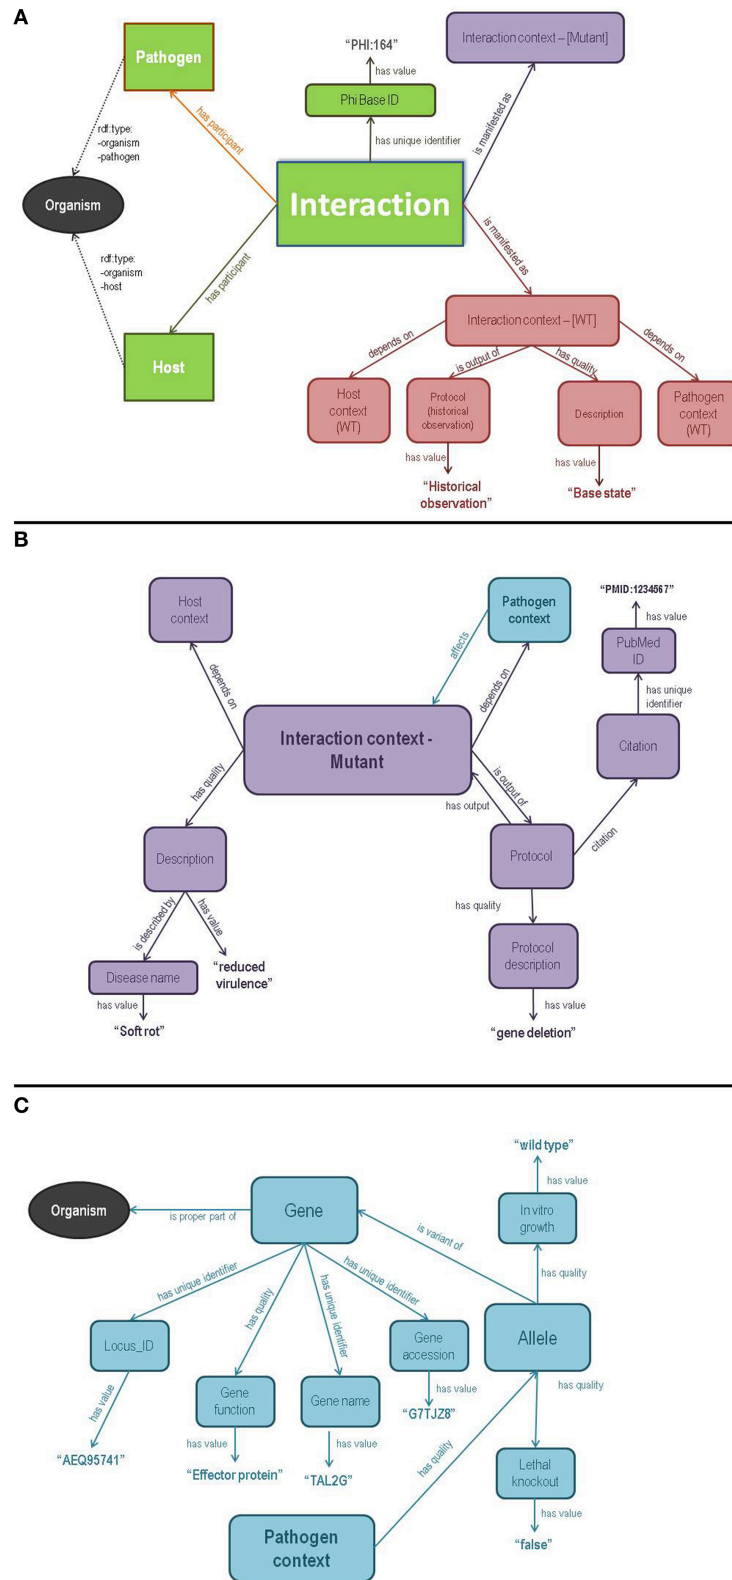 A
Pathogen
"PHI:164"
Interaction context – [Mutant]
has value
Phi Base ID
rdf:type:
-organism
-pathogen
has participant
has unique identifier
is manifested as
Organism
Interaction
rdf:type:
-organism
-host
has participant
is manifested as
Host
Interaction context – [WT]
depends on
is output of
has quality
depends on
Host
context
(WT)
Protocol
(historical
observation)
Description
Pathogen
context
(WT)
has value
has value
"Historical
observation"
"Base state"
B
Host
context
Pathogen
context
"PMID:1234567"
has value
PubMed
ID
affects
depends on
depends on
has unique
identifier
Interaction context -
Mutant
Citation
has quality
is output of
has output
citation
Description
Protocol
is described by
has value
has quality
Disease name
"reduced
virulence"
Protocol
description
has value
has value
"Soft rot"
"gene deletion"
C
"wild type"
has value
Organism
is proper part of
Gene
In vitro
growth
is variant of
has unique identifier
has quality
has unique identifier
has unique identifier
has quality
Locus_ID
Gene
accession
Allele
has quality
Gene
function
Gene name
has value
has value
"G7TJZ8"
has value
has value
has quality
"AEQ95741"
"Effector protein"
"TAL2G"
Lethal
knockout
has value
Pathogen
context
"false"